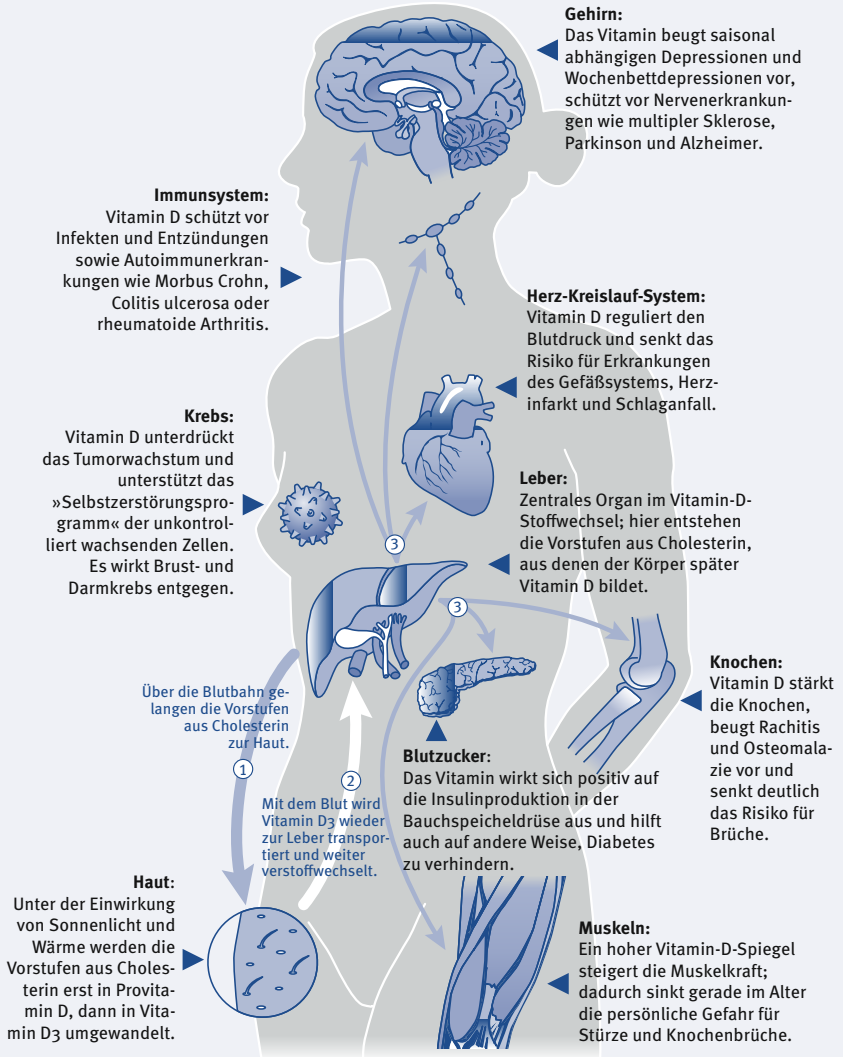 Gehirn:
Das Vitamin beugt saisonal
abhängigen Depressionen und
Wochenbettdepressionen vor,
schützt vor Nervenerkrankun-
gen wie multipler Sklerose,
Parkinson und Alzheimer.
Immunsystem:
Vitamin D schützt vor
Infekten und Entzündungen
sowie Autoimmunerkran-
kungen wie Morbus Crohn,
Colitis ulcerosa oder
rheumatoide Arthritis.
Herz-Kreislauf-System:
Vitamin D reguliert den
Blutdruck und senkt das
Risiko für Erkrankungen
des Gefäßsystems, Herz-
infarkt und Schlaganfall.
Krebs:
Vitamin D unterdrückt
das Tumorwachstum und
unterstützt das
»Selbstzerstörungspro-
gramm« der unkontrol-
liert wachsenden Zellen.
Es wirkt Brust- und
Darmkrebs entgegen.
Leber:
Zentrales Organ im Vitamin-D-
Stoffwechsel; hier entstehen
die Vorstufen aus Cholesterin,
aus denen der Körper später
Vitamin D bildet.
3
3
Knochen:
Vitamin D stärkt
die Knochen,
beugt Rachitis
und Osteomala-
zie vor und
senkt deutlich
das Risiko für
Brüche.
Über die Blutbahn ge-
langen die Vorstufen
aus Cholesterin
zur Haut.
1
2
Mit dem Blut wird
Vitamin D3 wieder
zur Leber transpor-
tiert und weiter
verstoffwechselt.
Blutzucker:
Das Vitamin wirkt sich positiv auf
die Insulinproduktion in der
Bauchspeicheldrüse aus und hilft
auch auf andere Weise, Diabetes
zu verhindern.
Haut:
Unter der Einwirkung
von Sonnenlicht und
Wärme werden die
Vorstufen aus Choles-
terin erst in Provita-
min D, dann in Vita-
min D3 umgewandelt.
Muskeln:
Ein hoher Vitamin-D-Spiegel
steigert die Muskelkraft;
dadurch sinkt gerade im Alter
die persönliche Gefahr für
Stürze und Knochenbrüche.